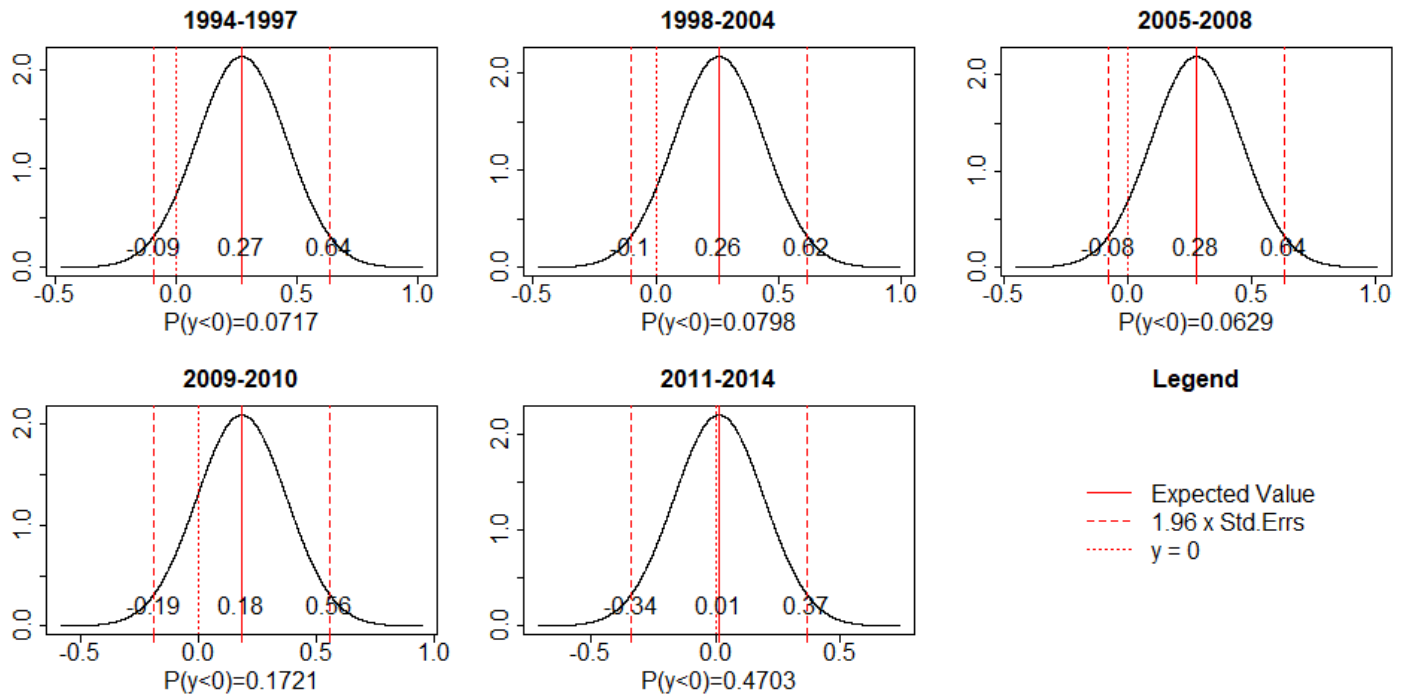 1994-1997
2.0
1.0
0.0
-0.09 0.27 0.64
-0.5 0.0 0.5 1.0
P(y<0)=0.0717
1998-2004
2.0
1.0
0.0
-0.1 0.26 0.62
-0.5 0.0 0.5 1.0
P(y<0)=0.0798
2005-2008
2.0
1.0
0.0
-0.08 0.28 0.64
-0.5 0.0 0.5 1.0
P(y<0)=0.0629
2009-2010
2.0
1.0
0.0
-0.19 0.18 0.56
-0.5 0.0 0.5 1.0
P(y<0)=0.1721
2011-2014
2.0
1.0
0.0
-0.34 0.01 0.37
-0.5 0.0 0.5
P(y<0)=0.4703
Legend
Expected Value
1.96 x Std.Errs
y = 0